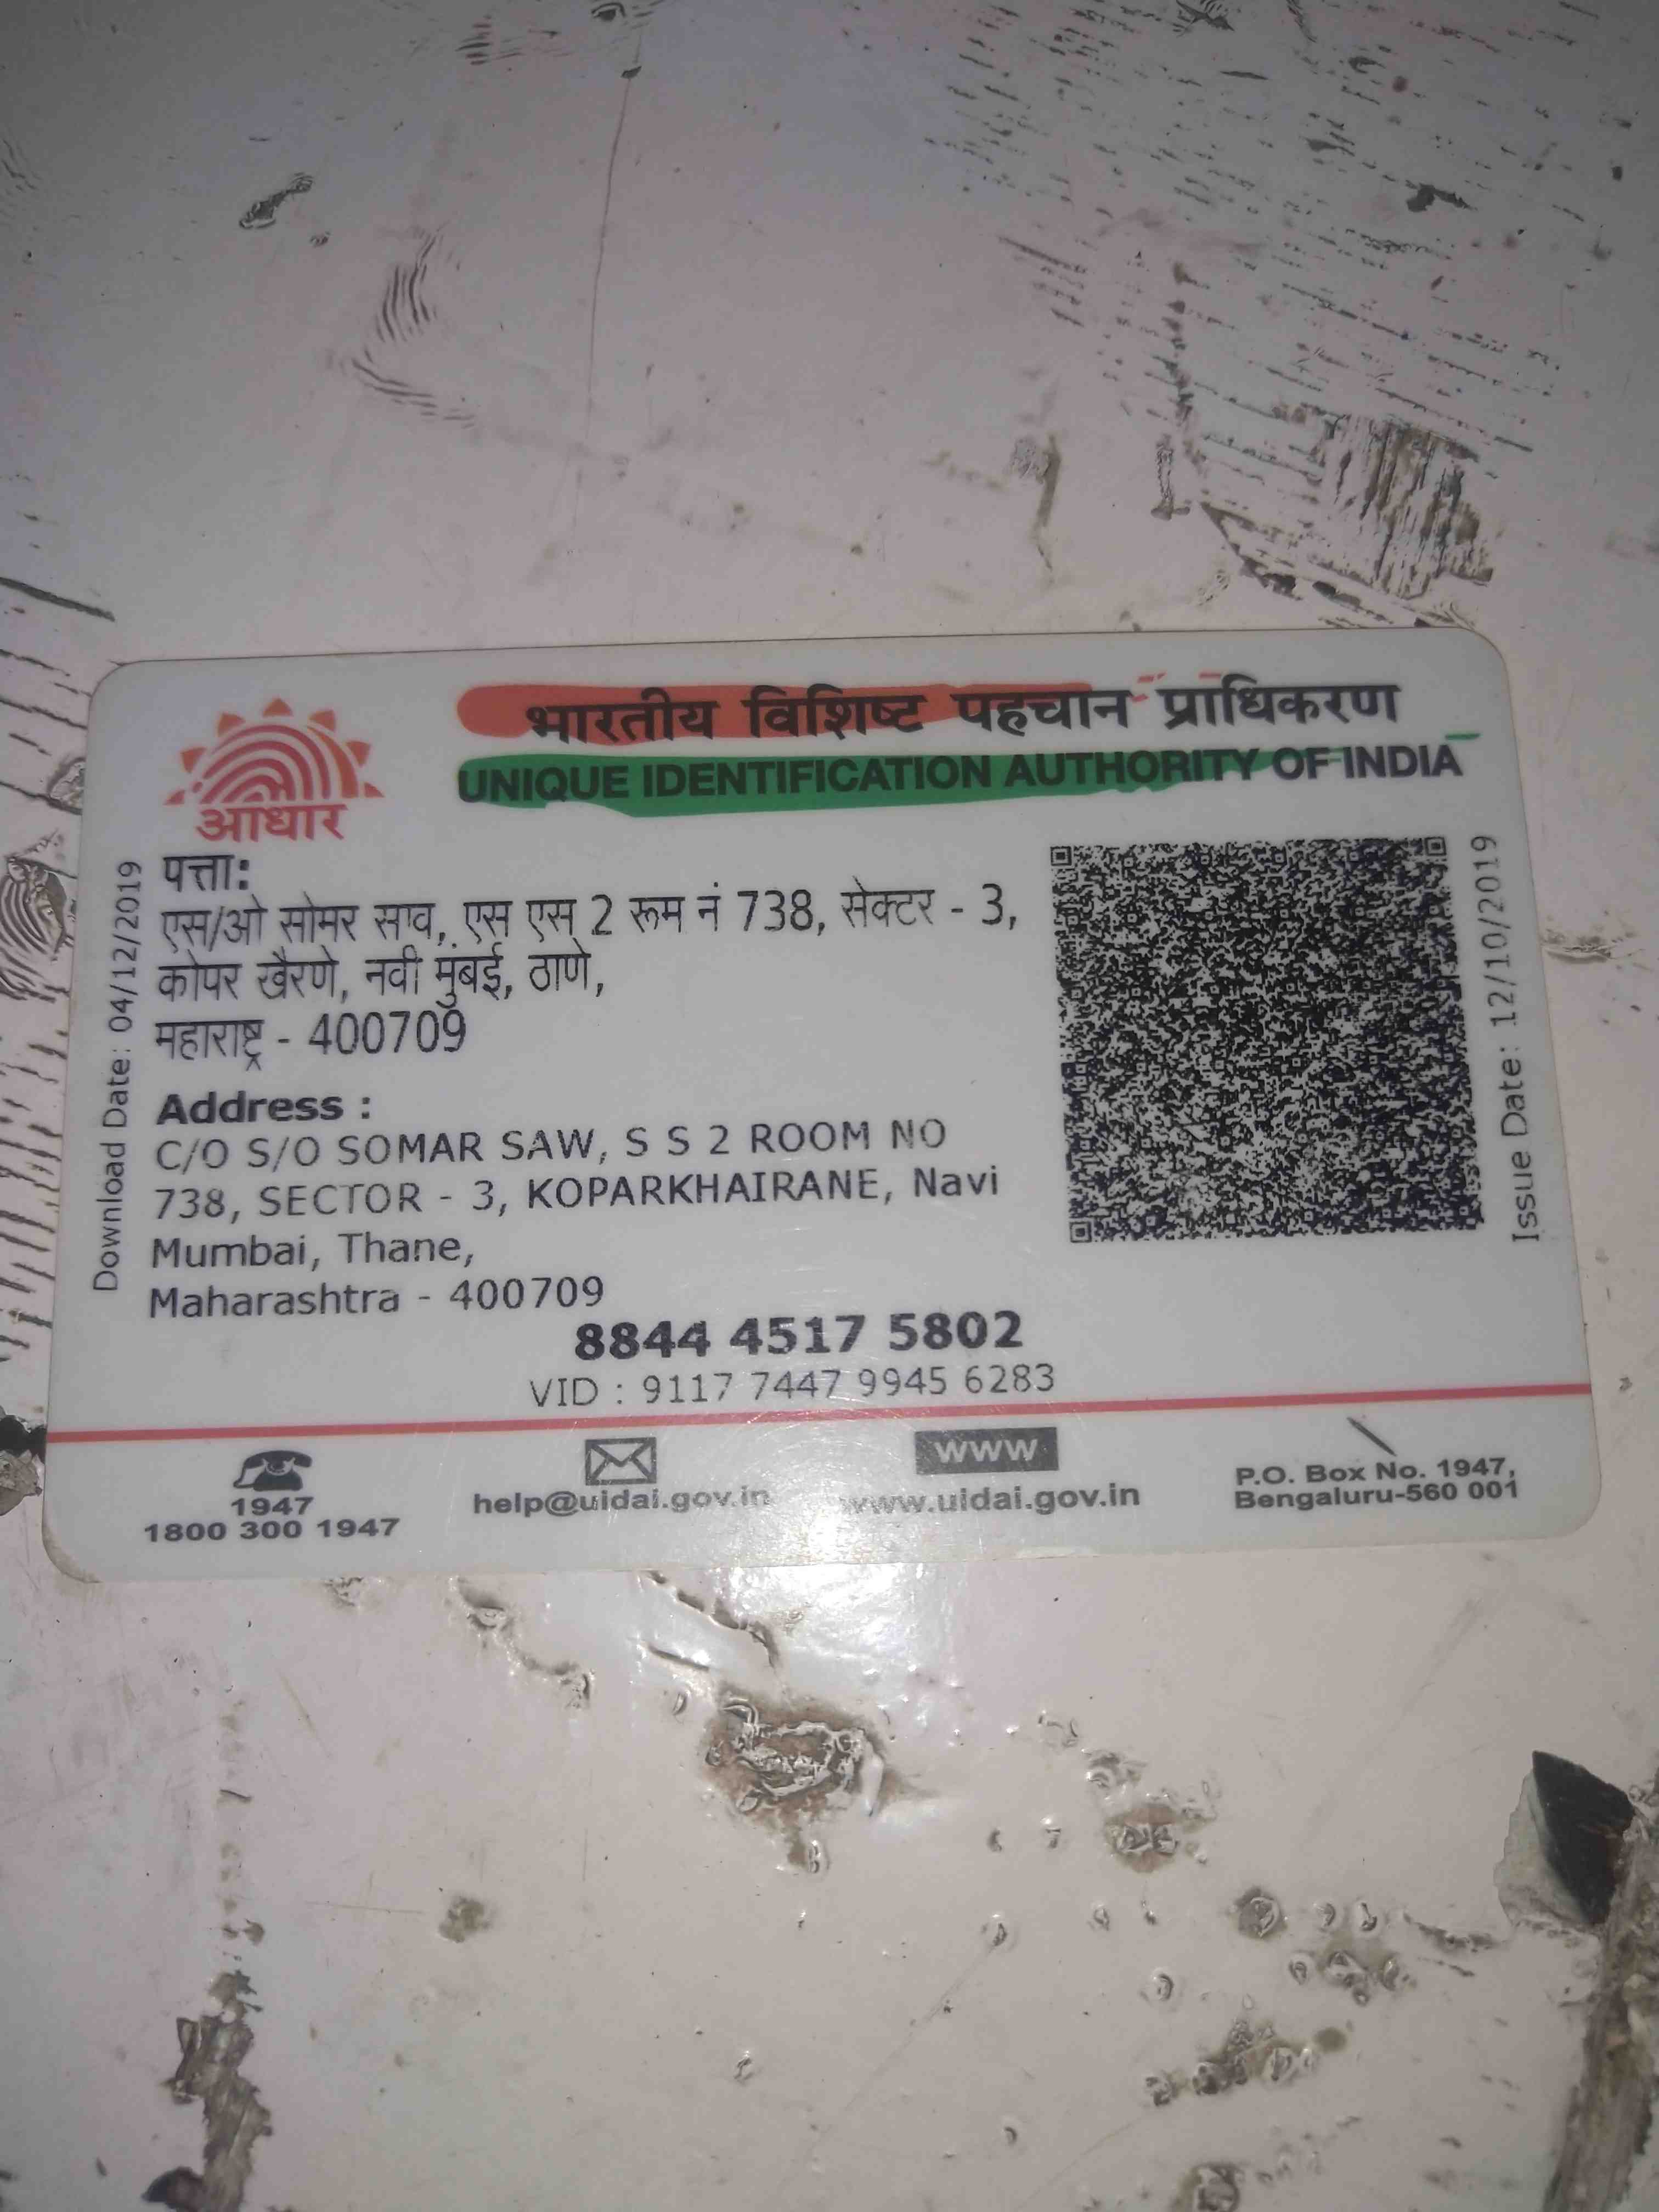 भारतीय विशिष्ट पहचान प्राधिकरण
UNIQUE IDENTIFICATION AUTHORITY OF INDIA
आधार
Download Date: 04/12/2019
पत्ता:
एस/ओ सोमर साव, एस एस 2 रूम नं 738, सेक्टर - 3,
कोपर खैरणे, नवी मुंबई, ठाणे,
महाराष्ट्र - 400709
Address :
C/O S/O SOMAR SAW, S S 2 ROOM NO
738, SECTOR - 3, KOPARKHAIRANE, Navi
Mumbai, Thane,
Maharashtra - 400709
Issue Date: 12/10/2019
8844 4517 5802
VID : 9117 7447 9945 6283
1947
1800 300 1947
help@uidai.gov.in
www
www.uidai.gov.in
P.O. Box No. 1947,
Bengaluru-560 001